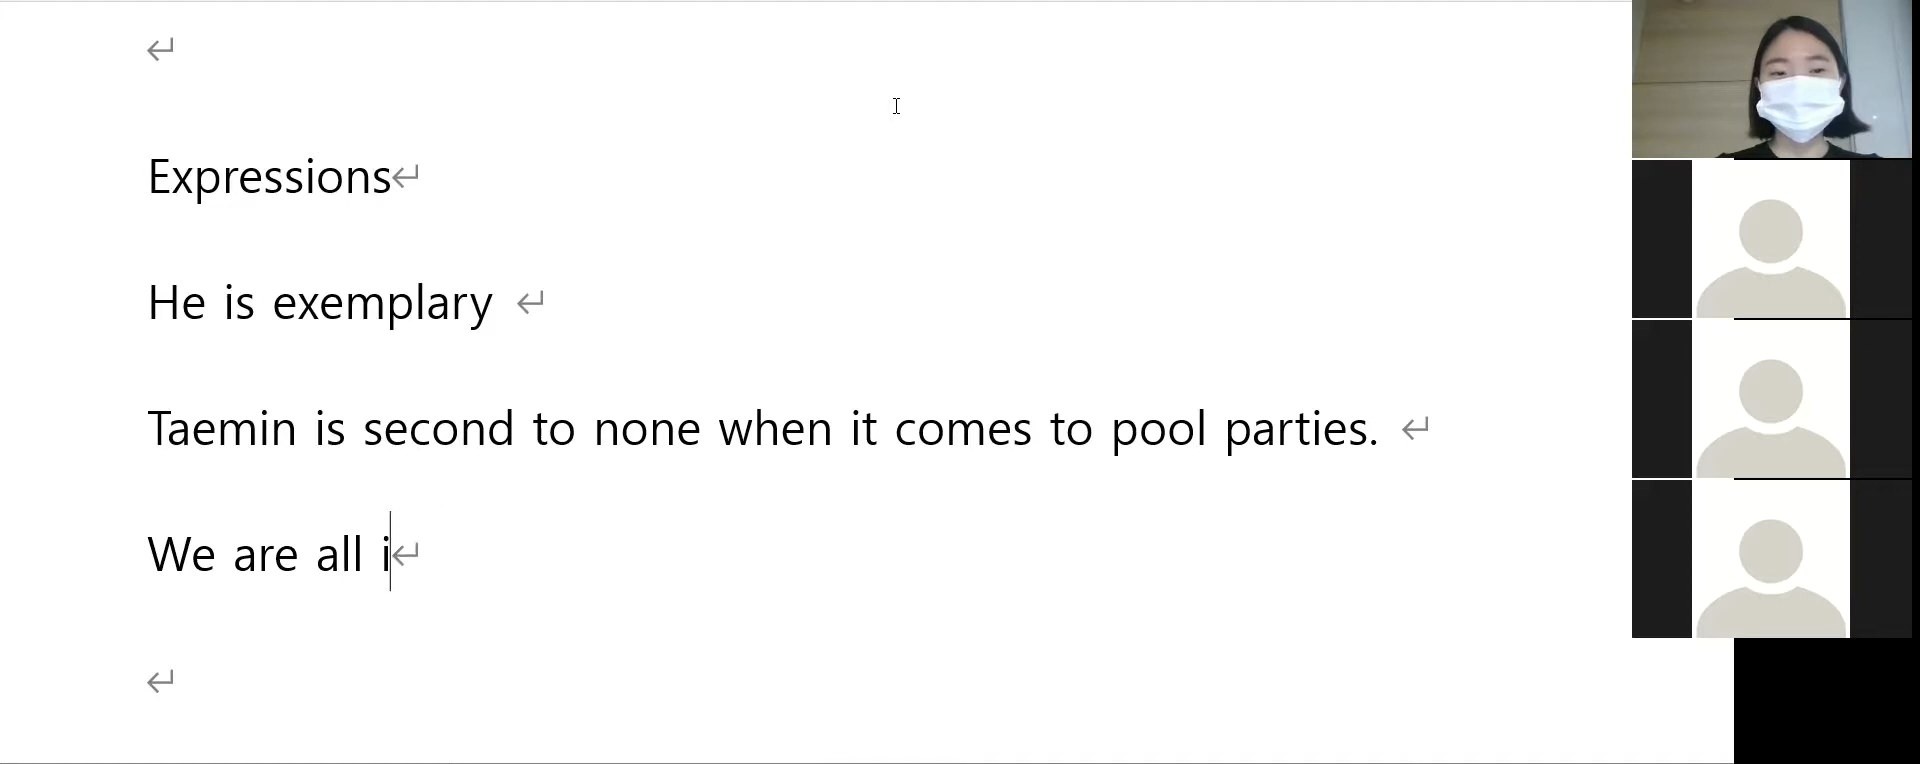 Expressions
He is exemplary
Taemin is second to none when it comes to pool parties.
We are all i